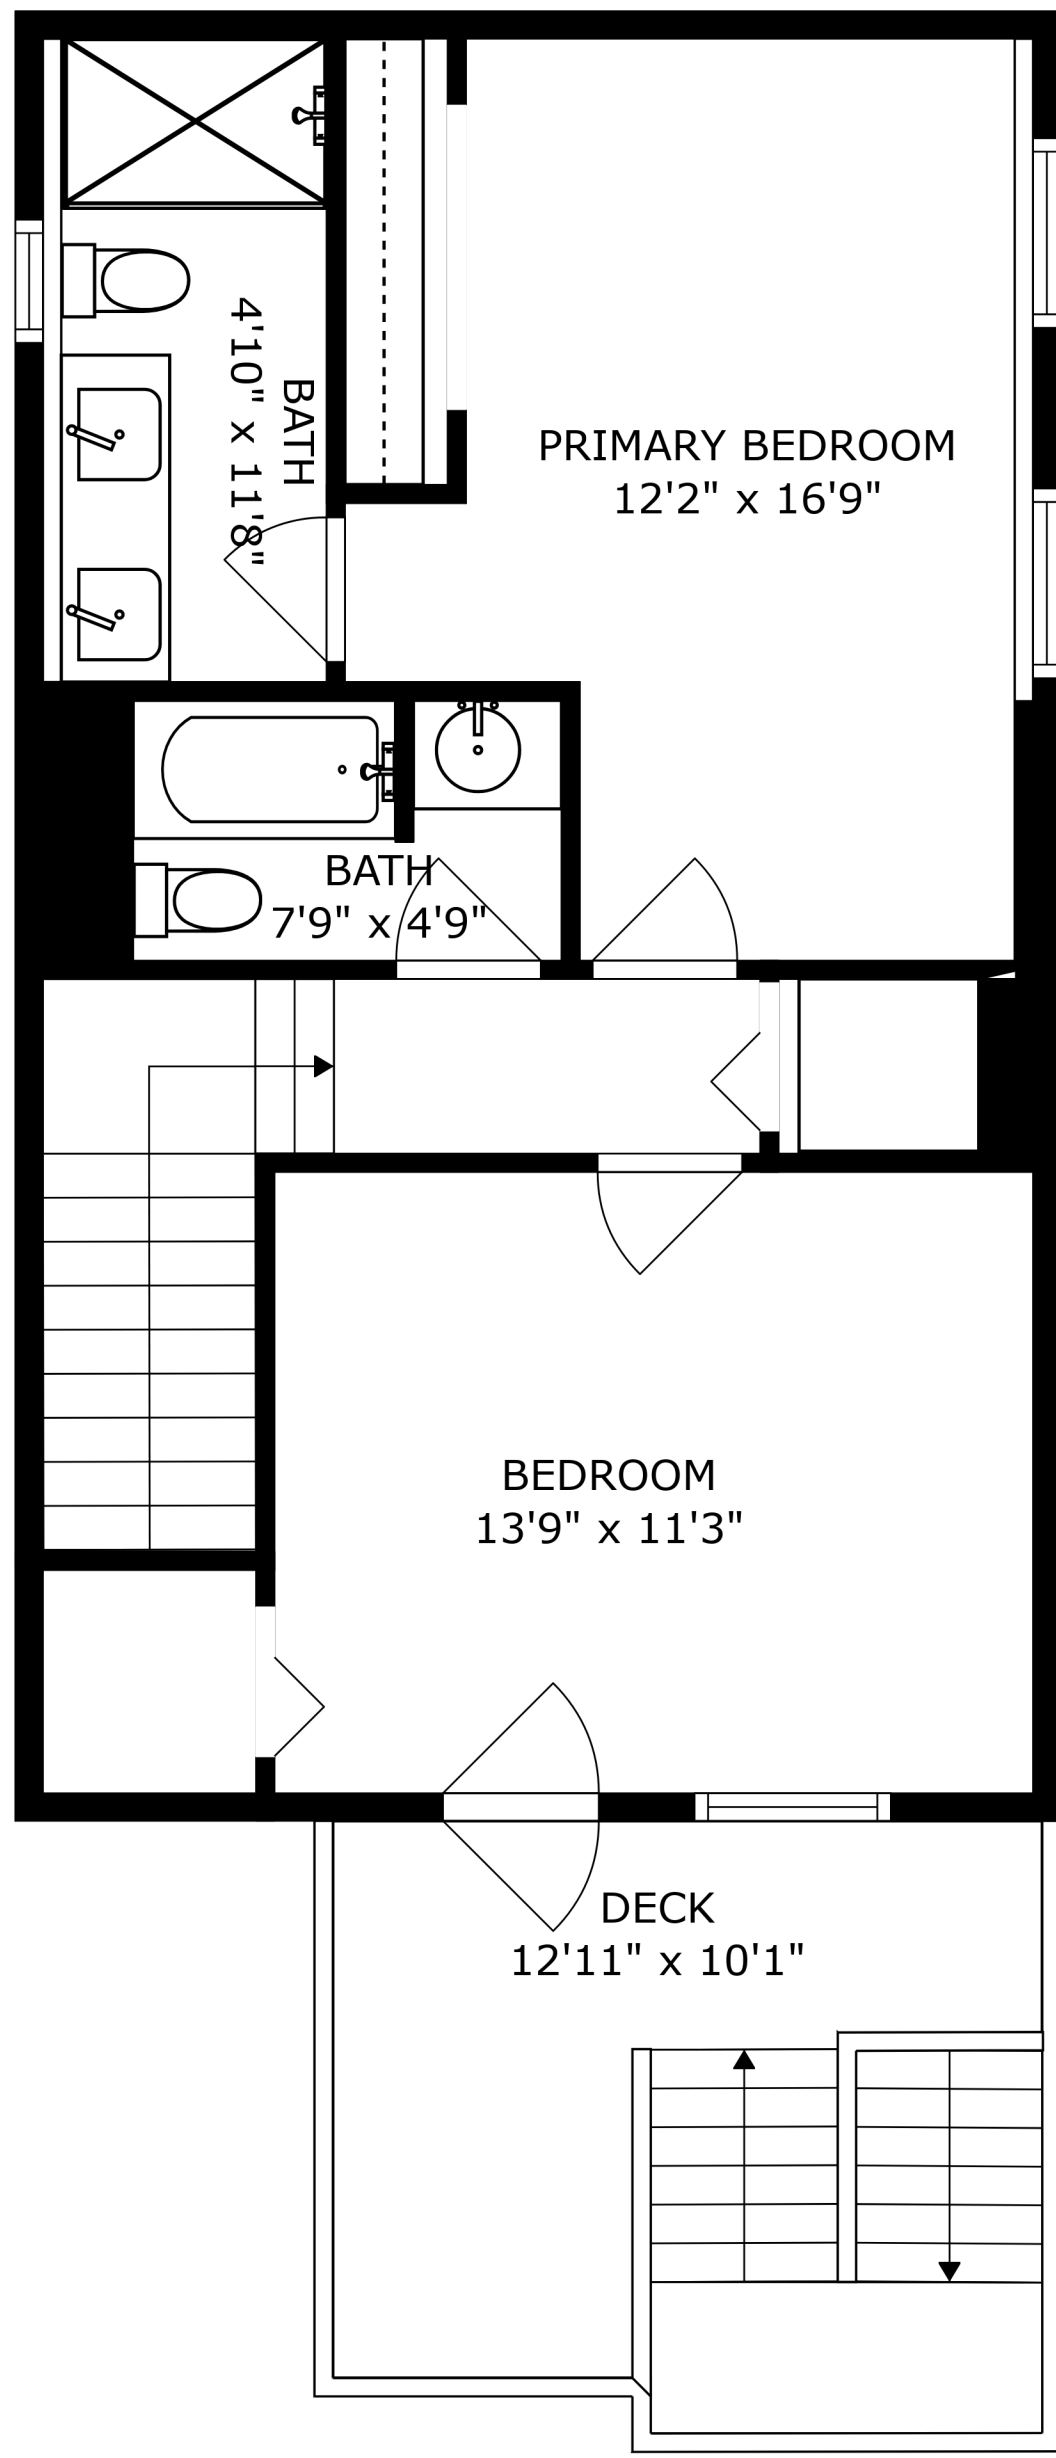 BATH
4'10" x 11'8"
PRIMARY BEDROOM
12'2" x 16'9"
BATH
7'9" x 4'9"
BEDROOM
13'9" x 11'3"
DECK
12'11" x 10'1"